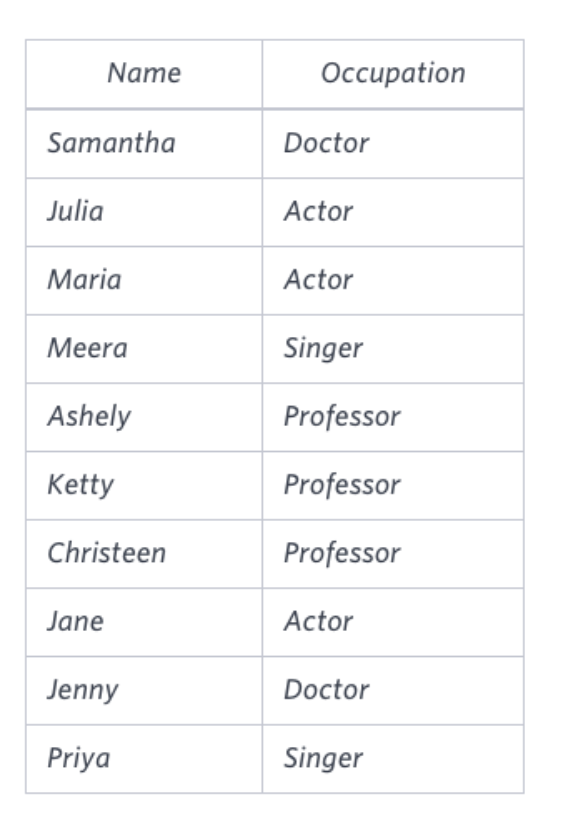 Name Occupation
Samantha Doctor
Julia Actor
Maria Actor
Meera Singer
Ashely Professor
Ketty Professor
Christeen Professor
Jane Actor
Jenny Doctor
Priya Singer